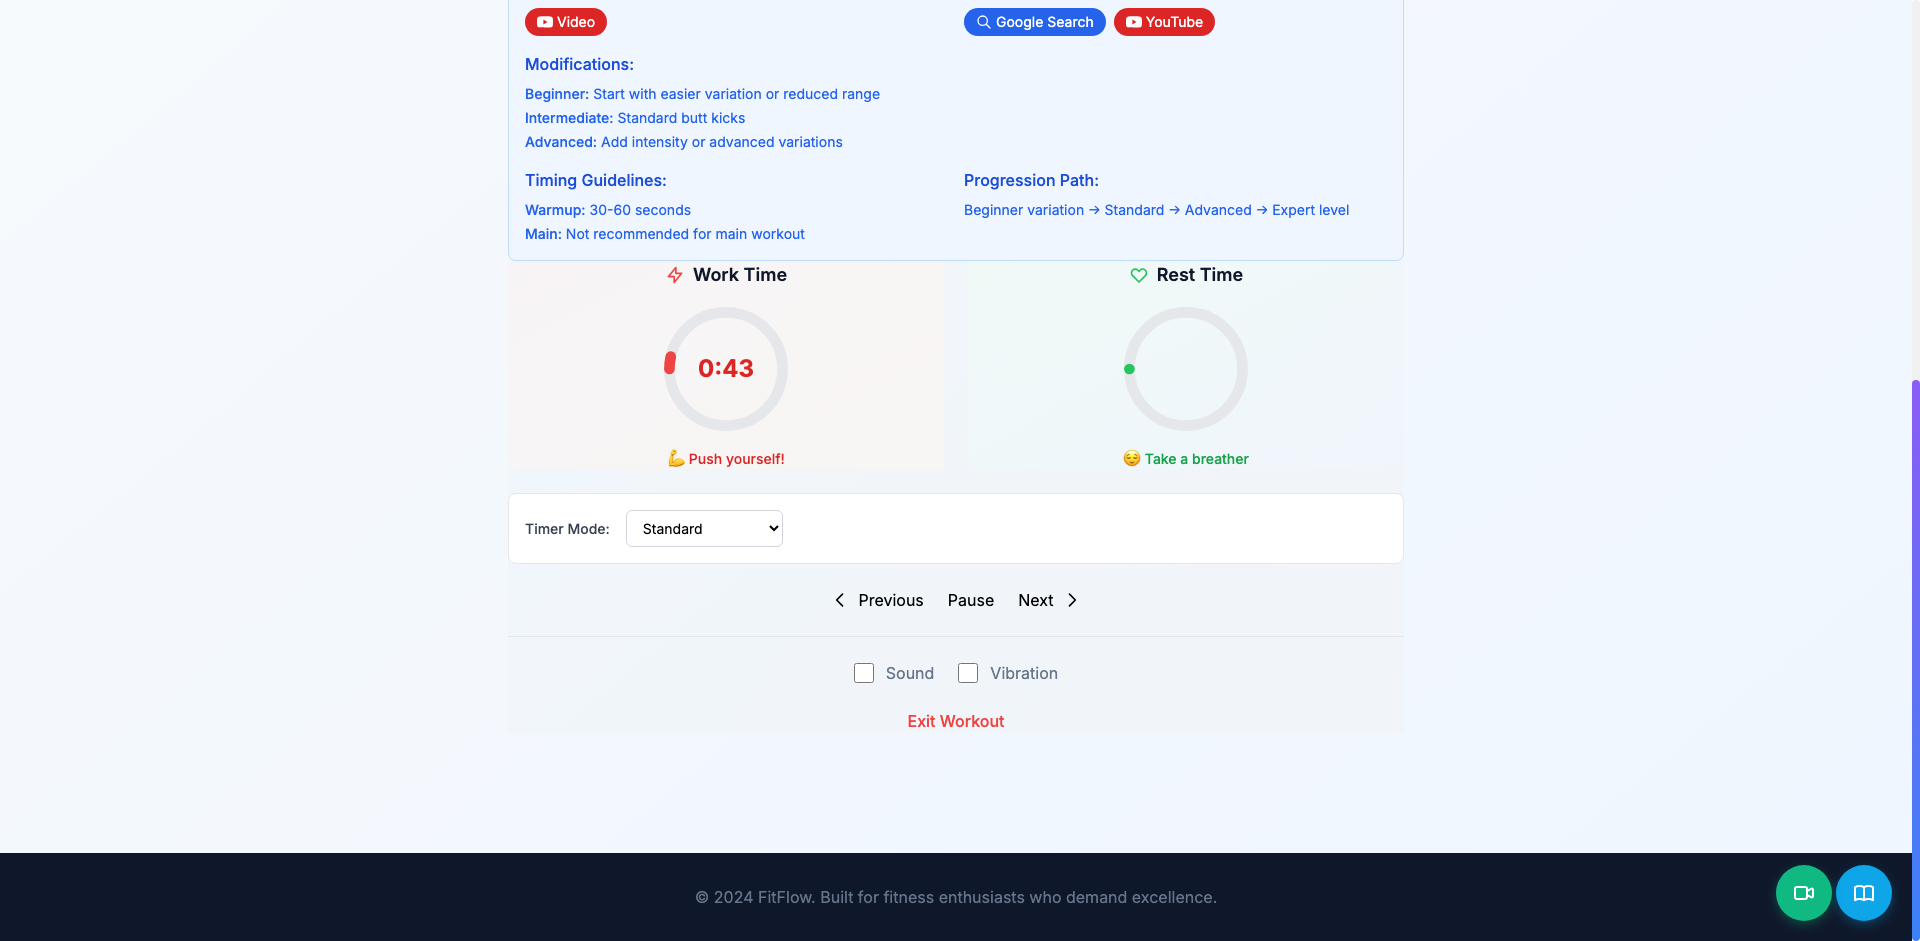 Video
Google Search YouTube
Modifications:
Beginner: Start with easier variation or reduced range
Intermediate: Standard butt kicks
Advanced: Add intensity or advanced variations
Timing Guidelines:
Warmup: 30-60 seconds
Main: Not recommended for main workout
Progression Path:
Beginner variation → Standard → Advanced → Expert level
Work Time
0:43
💪 Push yourself!
Rest Time
😌 Take a breather
Timer Mode: Standard
Previous Pause Next
Sound Vibration
Exit Workout
© 2024 FitFlow. Built for fitness enthusiasts who demand excellence.